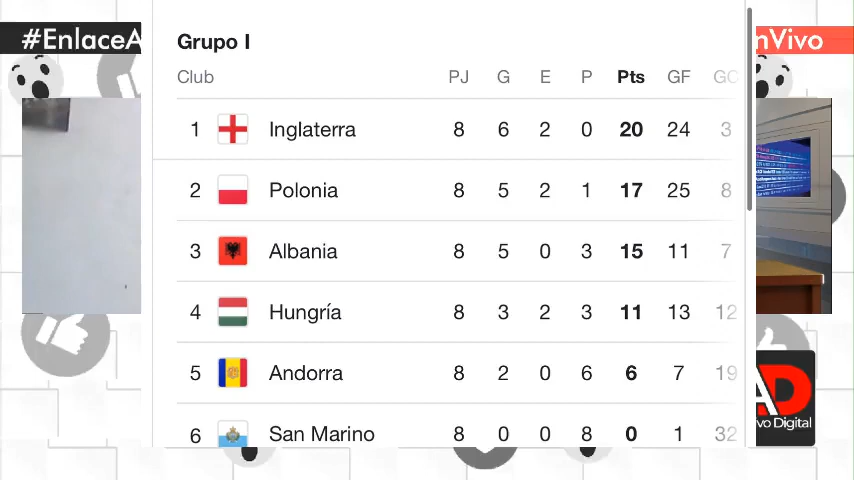 #EnlaceA
nVivo
Grupo I
Club PJ G E P Pts GF GC
1 Inglaterra 8 6 2 0 20 24 3
2 Polonia 8 5 2 1 17 25 8
3 Albania 8 5 0 3 15 11 7
4 Hungría 8 3 2 3 11 13 12
5 Andorra 8 2 0 6 6 7 19
6 San Marino 8 0 0 8 0 1 32
AD
vo Digital